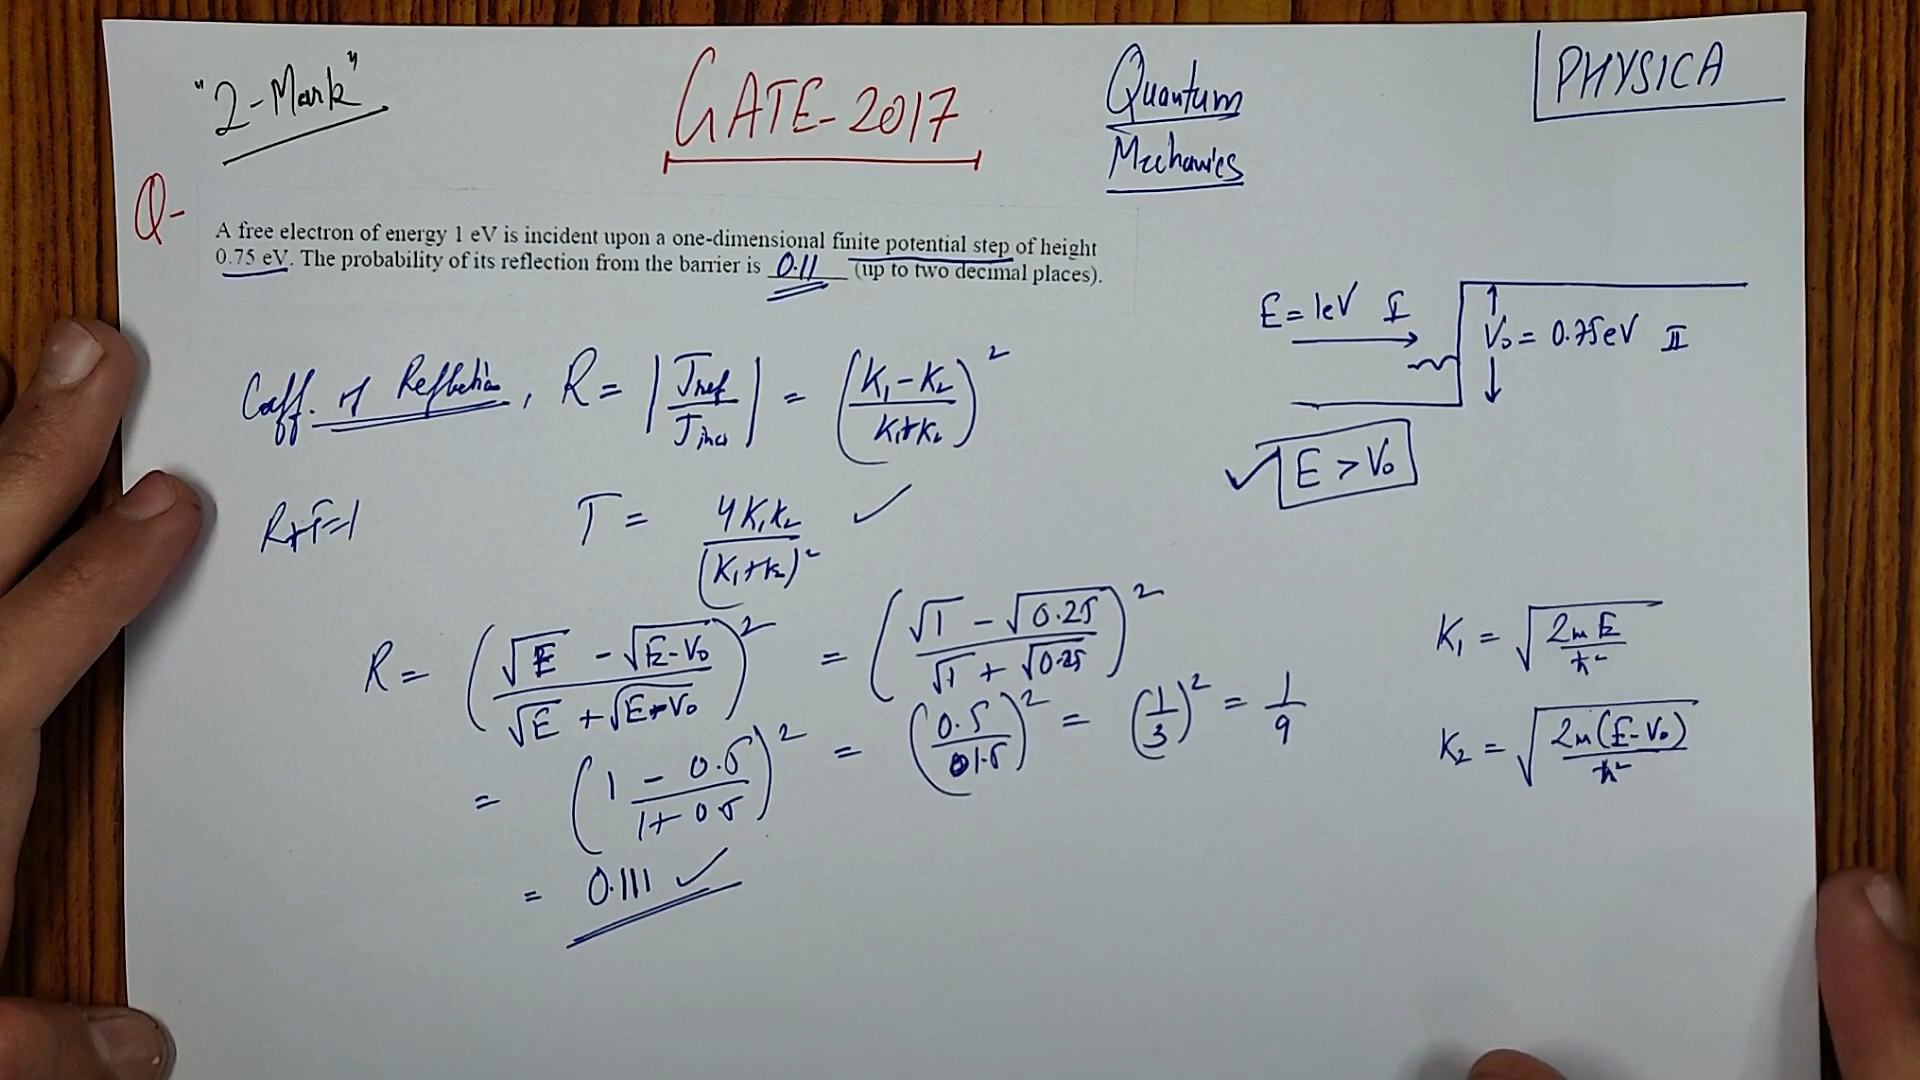 "2-Mark"
GATE-2017
Quantum
Mechanics
PHYSICA
Q-
A free electron of energy 1 eV is incident upon a one-dimensional finite potential step of height
0.75 eV. The probability of its reflection from the barrier is 0.11 (up to two decimal places).
E = 1eV I
V₀ = 0.75eV II
E > V₀
Coeff. of Reflection, R = |Jref/Jinc| = (K₁-K₂/K₁+K₂)²
R+T=1
T = 4K₁K₂/(K₁+K₂)² ✓
R = (√E - √E-V₀/√E + √E-V₀)² = (√1 - √0.25/√1 + √0.25)²
K₁ = √2mE/ħ²
= (1 - 0.5/1 + 0.5)² = (0.5/1.5)² = (1/3)² = 1/9
K₂ = √2m(E-V₀)/ħ²
= 0.111 ✓